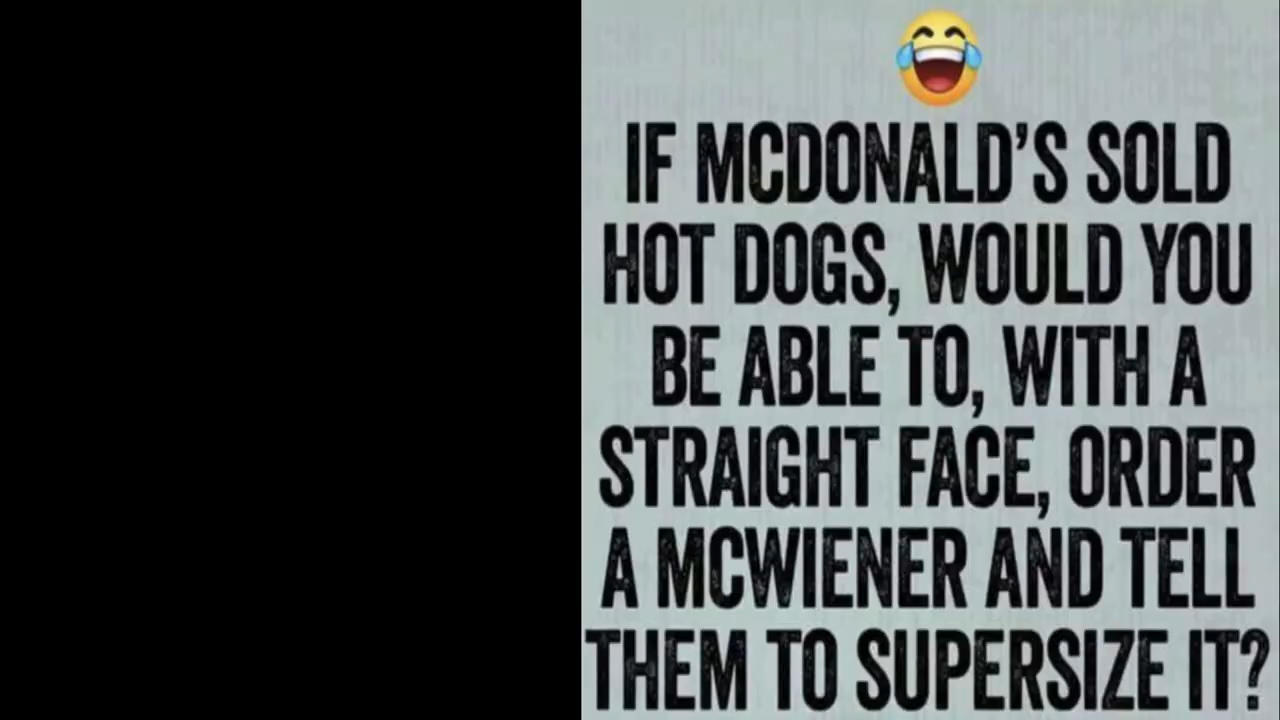 IF MCDONALD'S SOLD
HOT DOGS, WOULD YOU
BE ABLE TO, WITH A
STRAIGHT FACE, ORDER
A MCWIENER AND TELL
THEM TO SUPERSIZE IT?